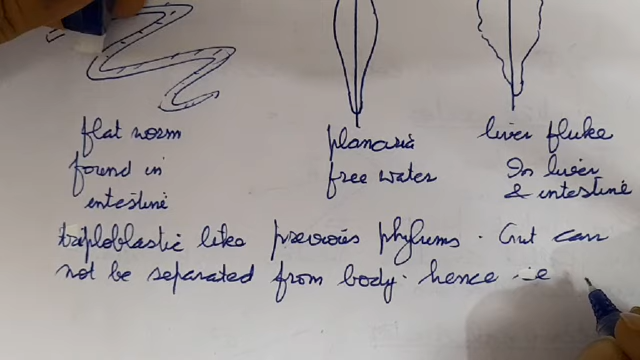 flat worm
found in
intestine
planaria
free water
liver fluke
In liver
& intestine
triploblastic like previous phylums. Gut can
not be separated from body. hence